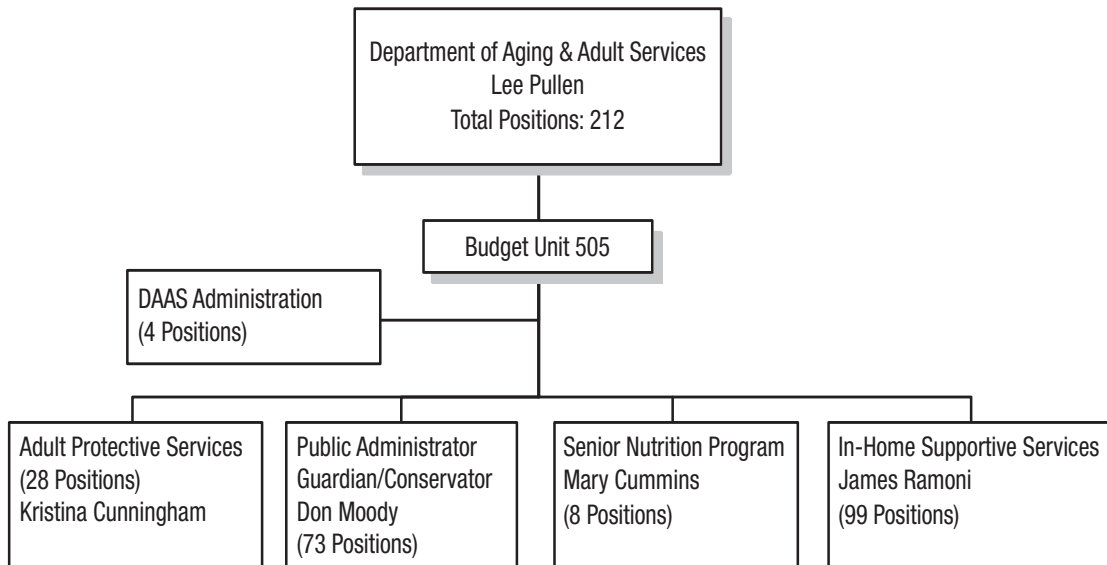 Department of Aging & Adult Services
Lee Pullen
Total Positions: 212
Budget Unit 505
DAAS Administration
(4 Positions)
Adult Protective Services
(28 Positions)
Kristina Cunningham
Public Administrator
Guardian/Conservator
Don Moody
(73 Positions)
Senior Nutrition Program
Mary Cummins
(8 Positions)
In-Home Supportive Services
James Ramoni
(99 Positions)